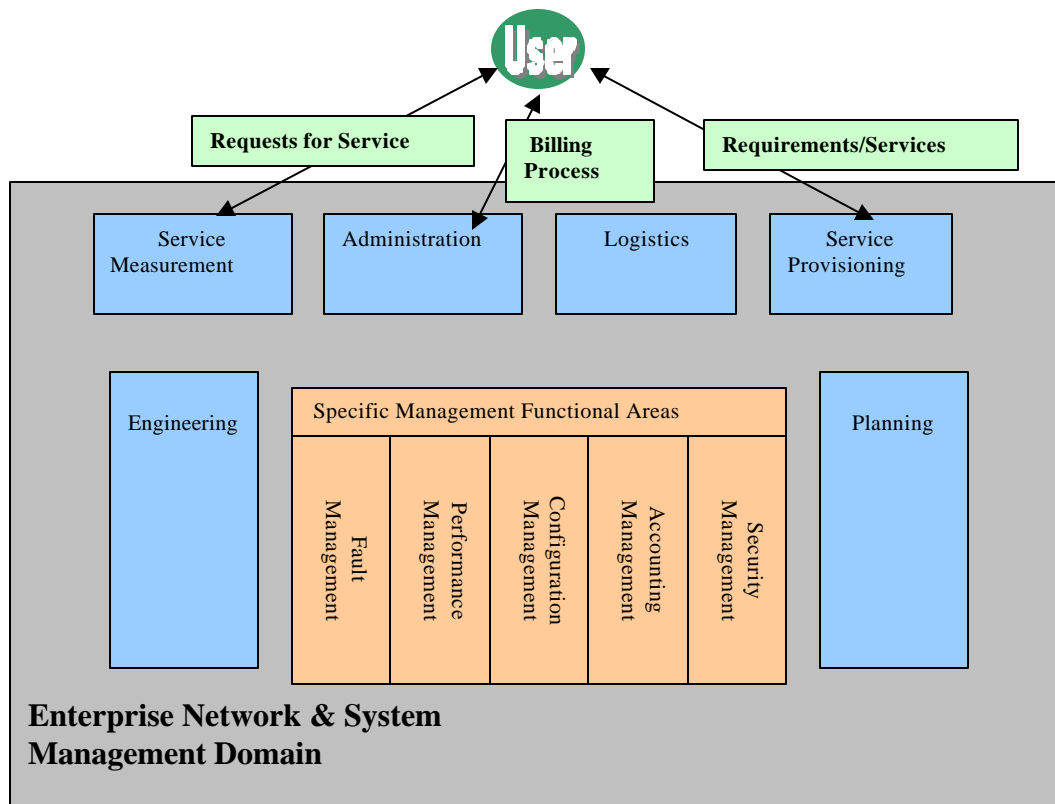 User
Requests for Service
Billing
Process
Requirements/Services
Service
Measurement
Administration
Logistics
Service
Provisioning
Engineering
Specific Management Functional Areas
Planning
Fault
Management
Performance
Management
Configuration
Management
Accounting
Management
Security
Management
Enterprise Network & System
Management Domain